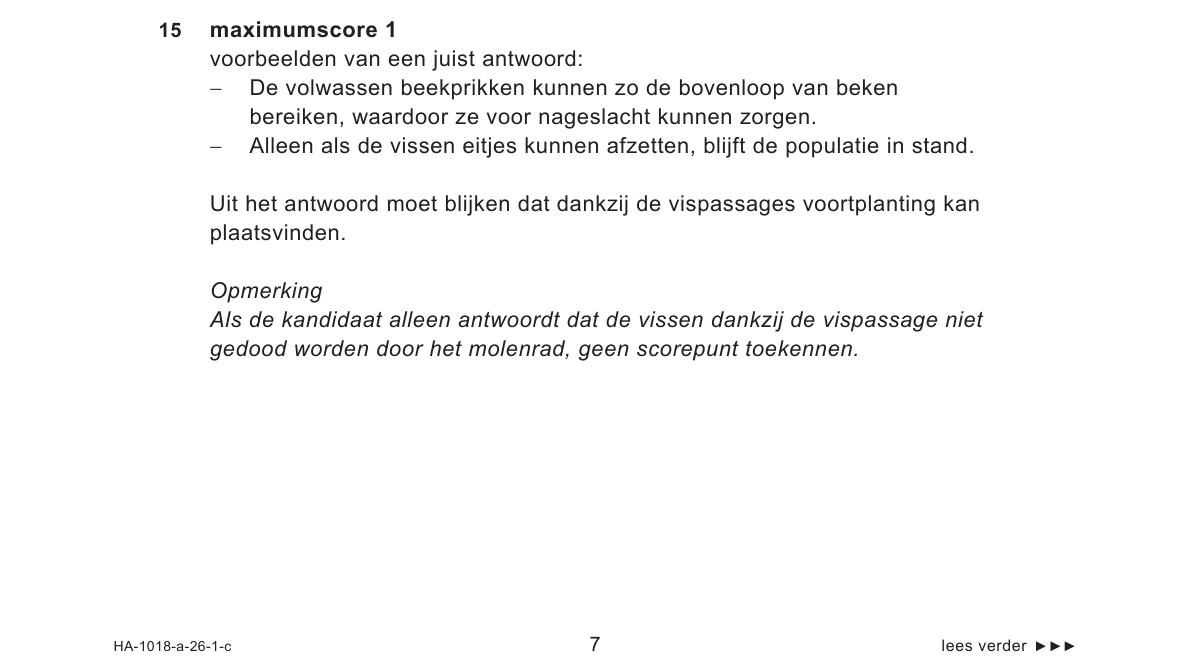 15 maximumscore 1
voorbeelden van een juist antwoord:
– De volwassen beekprikken kunnen zo de bovenloop van beken
bereiken, waardoor ze voor nageslacht kunnen zorgen.
– Alleen als de vissen eitjes kunnen afzetten, blijft de populatie in stand.
Uit het antwoord moet blijken dat dankzij de vispassages voortplanting kan
plaatsvinden.
Opmerking
Als de kandidaat alleen antwoordt dat de vissen dankzij de vispassage niet
gedood worden door het molenrad, geen scorepunt toekennen.
HA-1018-a-26-1-c 7 lees verder ►►►